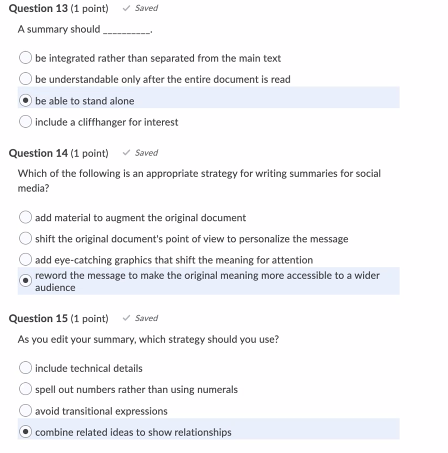 Question 13 (1 point) ✓ Saved
A summary should __________.
be integrated rather than separated from the main text
be understandable only after the entire document is read
be able to stand alone
include a cliffhanger for interest
Question 14 (1 point) ✓ Saved
Which of the following is an appropriate strategy for writing summaries for social
media?
add material to augment the original document
shift the original document's point of view to personalize the message
add eye-catching graphics that shift the meaning for attention
reword the message to make the original meaning more accessible to a wider
audience
Question 15 (1 point) ✓ Saved
As you edit your summary, which strategy should you use?
include technical details
spell out numbers rather than using numerals
avoid transitional expressions
combine related ideas to show relationships